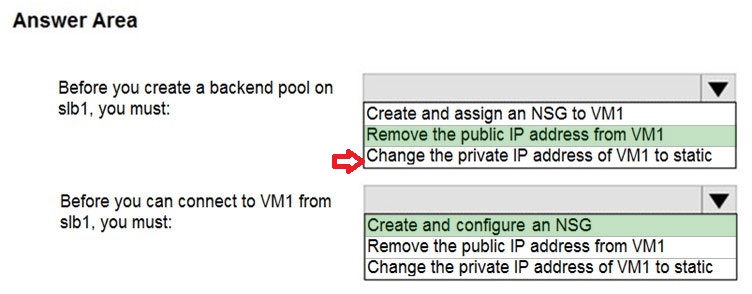 Answer Area
Before you create a backend pool on
slb1, you must:
Create and assign an NSG to VM1
Remove the public IP address from VM1
Change the private IP address of VM1 to static
Before you can connect to VM1 from
slb1, you must:
Create and configure an NSG
Remove the public IP address from VM1
Change the private IP address of VM1 to static